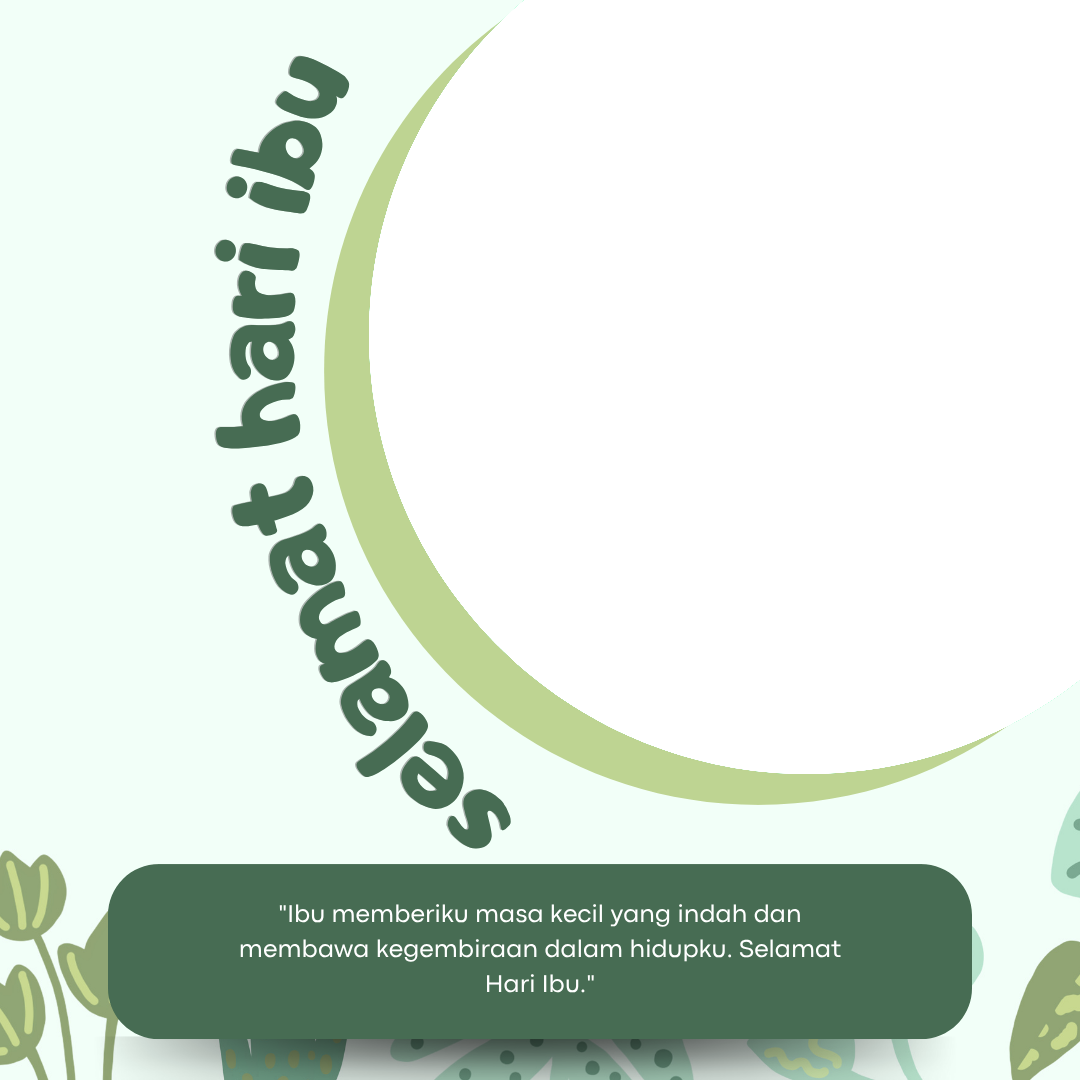 selamat hari ibu
"Ibu memberiku masa kecil yang indah dan
membawa kegembiraan dalam hidupku. Selamat
Hari Ibu."